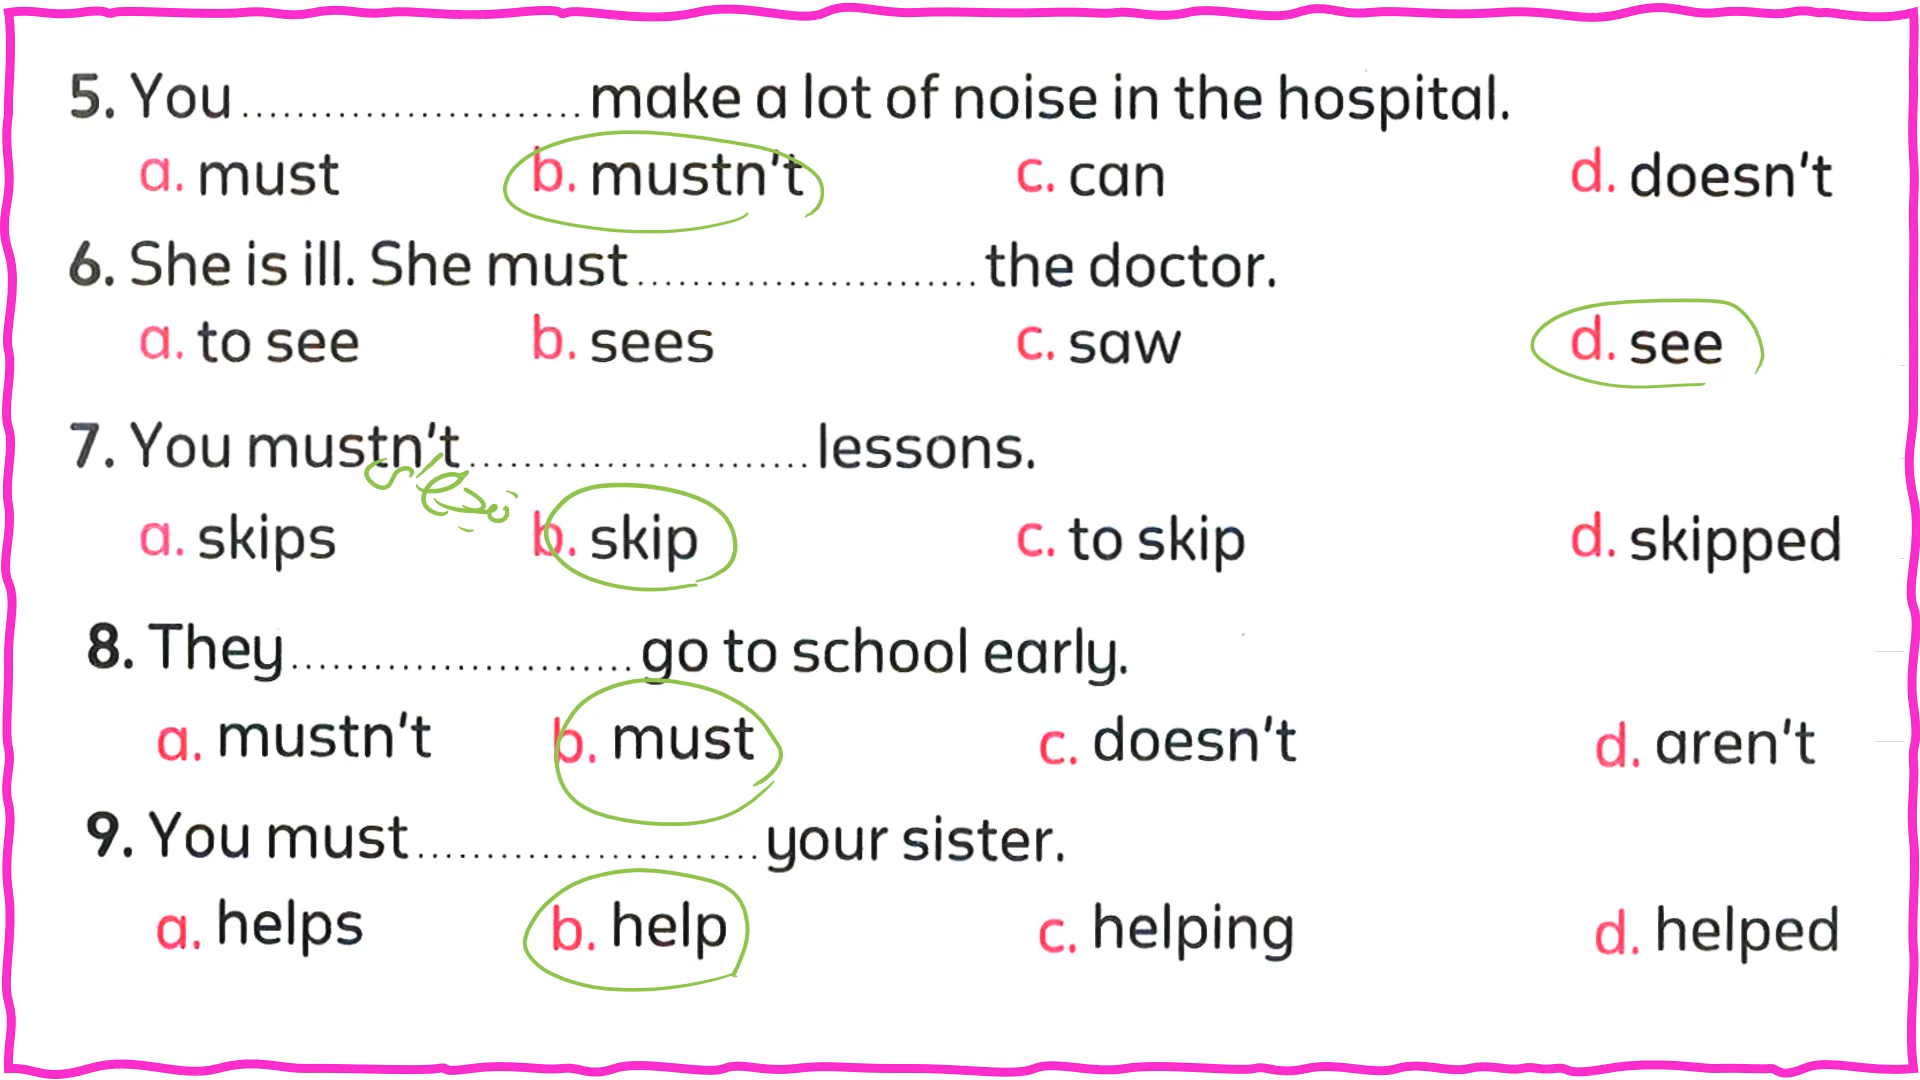 5. You ........................ make a lot of noise in the hospital.
a. must b. mustn't c. can d. doesn't
6. She is ill. She must ........................ the doctor.
a. to see b. sees c. saw d. see
7. You mustn't ........................ lessons.
a. skips b. skip c. to skip d. skipped
8. They ........................ go to school early.
a. mustn't b. must c. doesn't d. aren't
9. You must ........................ your sister.
a. helps b. help c. helping d. helped